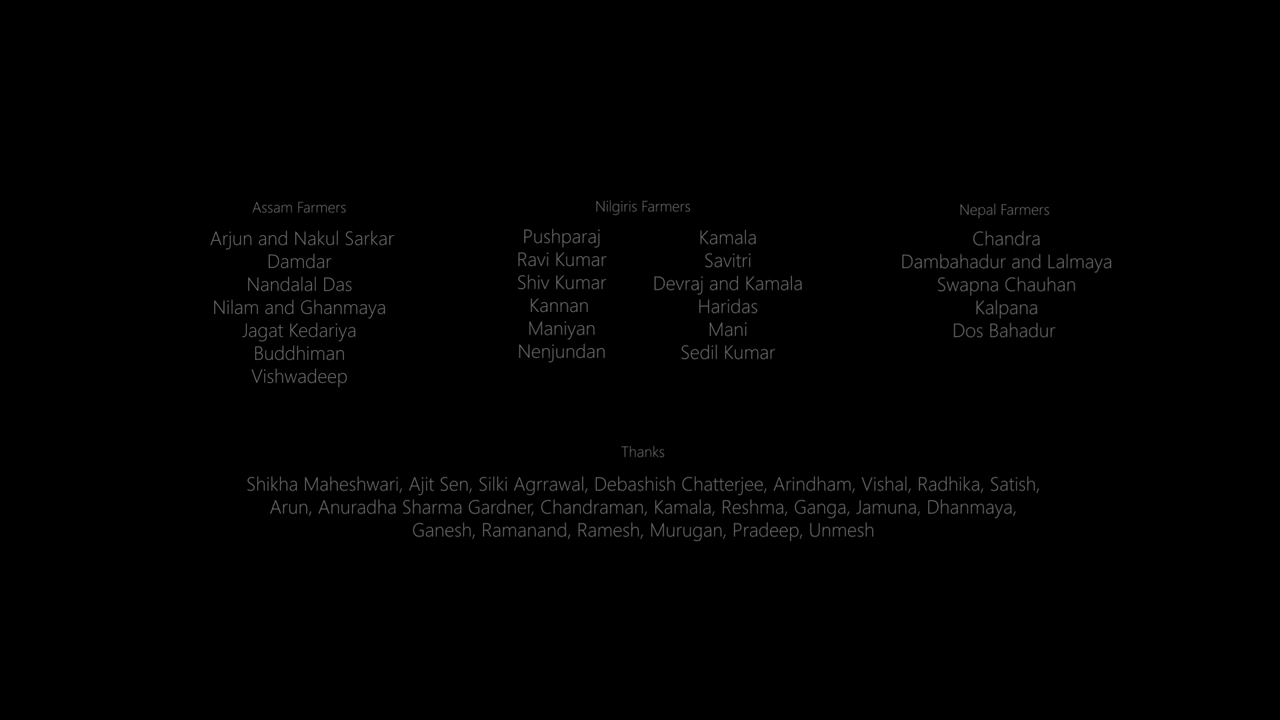 Assam Farmers
Arjun and Nakul Sarkar
Damdar
Nandalal Das
Nilam and Ghanmaya
Jagat Kedariya
Buddhiman
Vishwadeep
Nilgiris Farmers
Pushparaj
Ravi Kumar
Shiv Kumar
Kannan
Maniyan
Nenjundan
Kamala
Savitri
Devraj and Kamala
Haridas
Mani
Sedil Kumar
Nepal Farmers
Chandra
Dambahadur and Lalmaya
Swapna Chauhan
Kalpana
Dos Bahadur
Thanks
Shikha Maheshwari, Ajit Sen, Silki Agrrawal, Debashish Chatterjee, Arindham, Vishal, Radhika, Satish,
Arun, Anuradha Sharma Gardner, Chandraman, Kamala, Reshma, Ganga, Jamuna, Dhanmaya,
Ganesh, Ramanand, Ramesh, Murugan, Pradeep, Unmesh